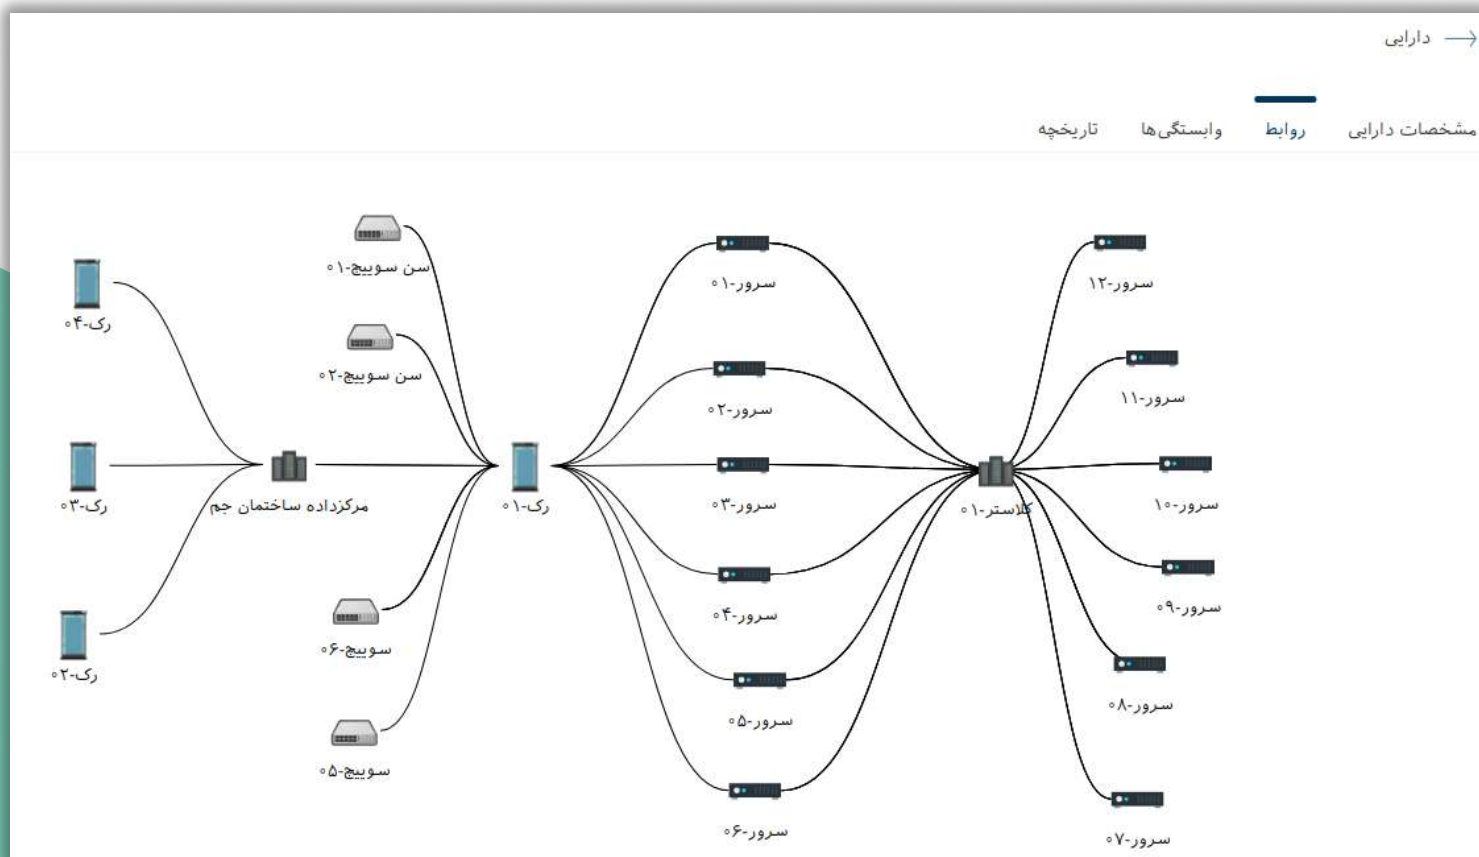 دارایی
مشخصات دارایی روابط وابستگی‌ها تاریخچه
سرور-۱۲
سرور-۰۱
سن سوییچ-۰۱
رک-۰۴
سرور-۱۱
سرور-۰۲
سن سوییچ-۰۲
سرور-۱۰
کلاستر-۰۱
سرور-۰۳
رک-۰۱
مرکزداده ساختمان جم
رک-۰۳
سرور-۰۹
سرور-۰۴
سوییچ-۰۶
رک-۰۲
سرور-۰۸
سرور-۰۵
سوییچ-۰۵
سرور-۰۷
سرور-۰۶